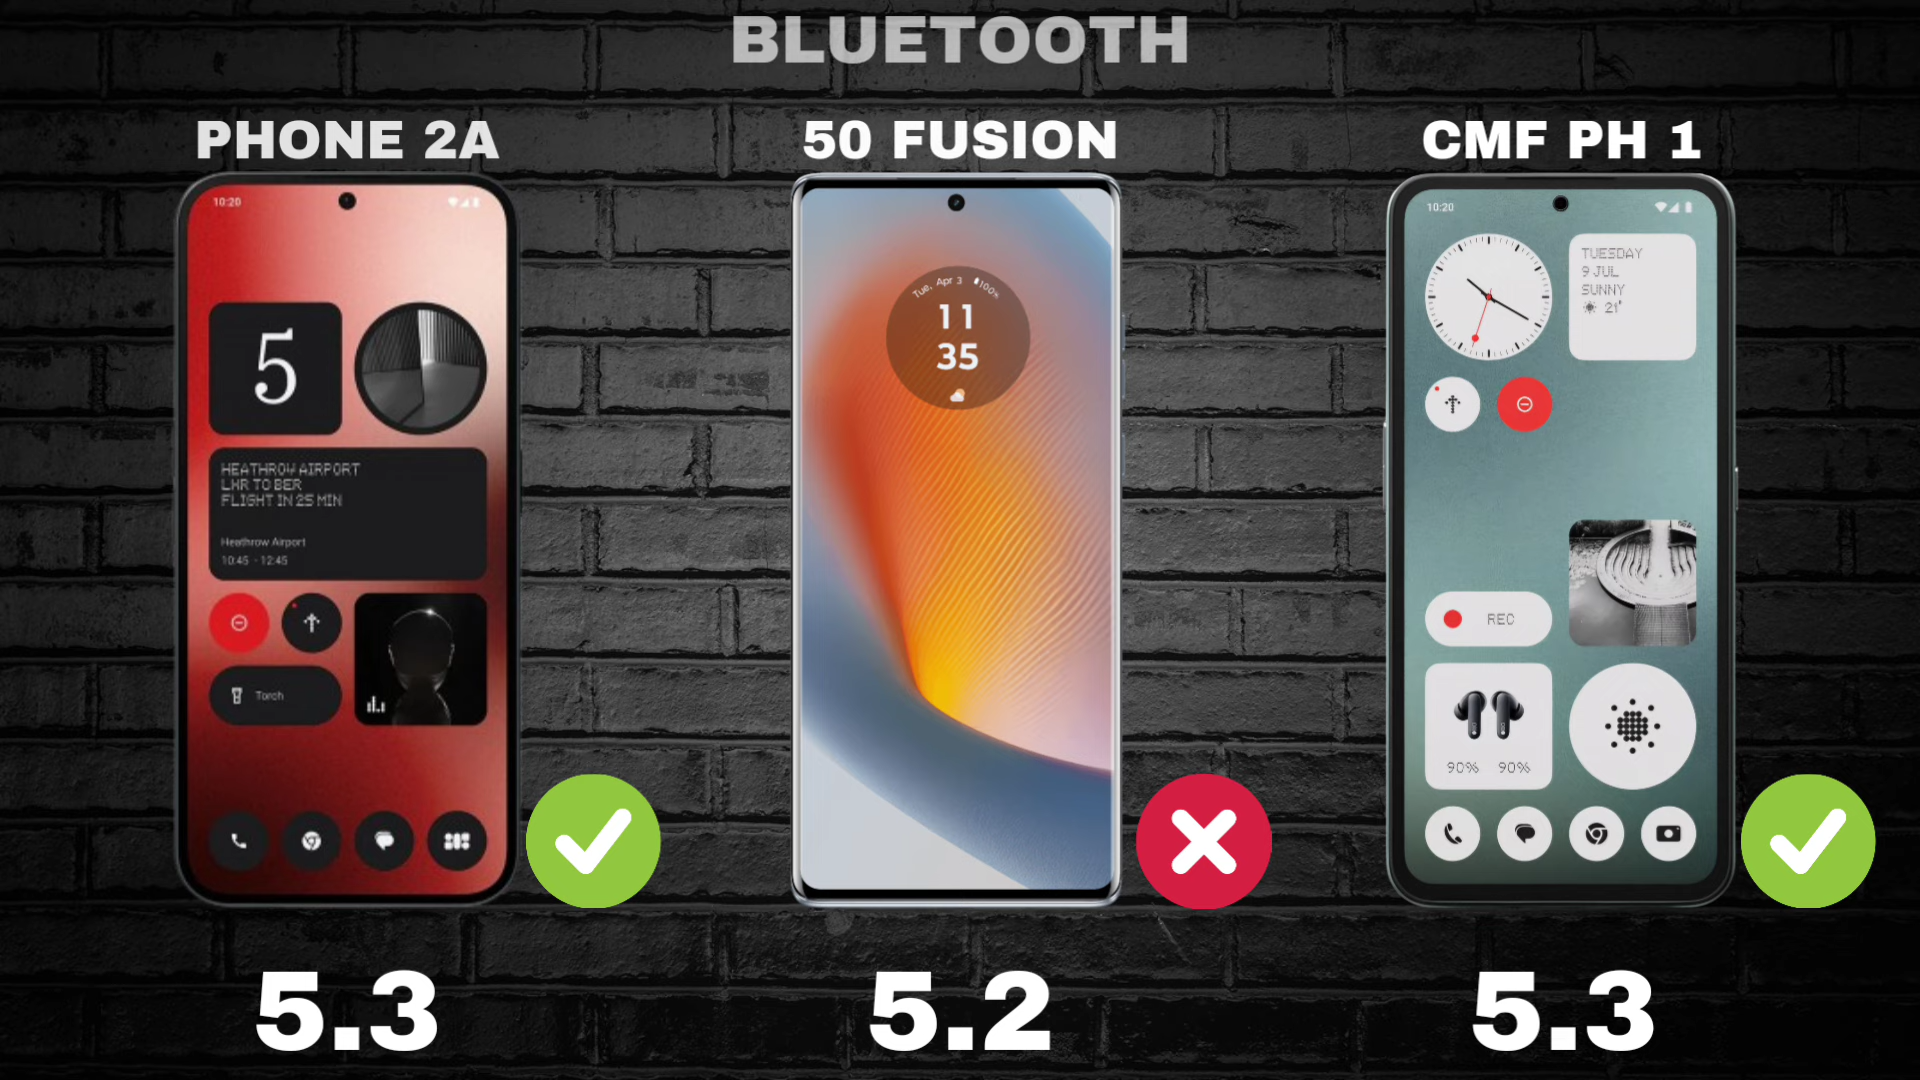 BLUETOOTH
PHONE 2A
50 FUSION
CMF PH 1
10:20
5
HEATHROW AIRPORT
LHR TO BER
FLIGHT IN 25 MIN
Heathrow Airport
10:45 - 12:45
Torch
Tue, Apr 3 100%
11
35
10:20
TUESDAY
9 JUL
SUNNY
21°
REC
90% 90%
5.3
5.2
5.3